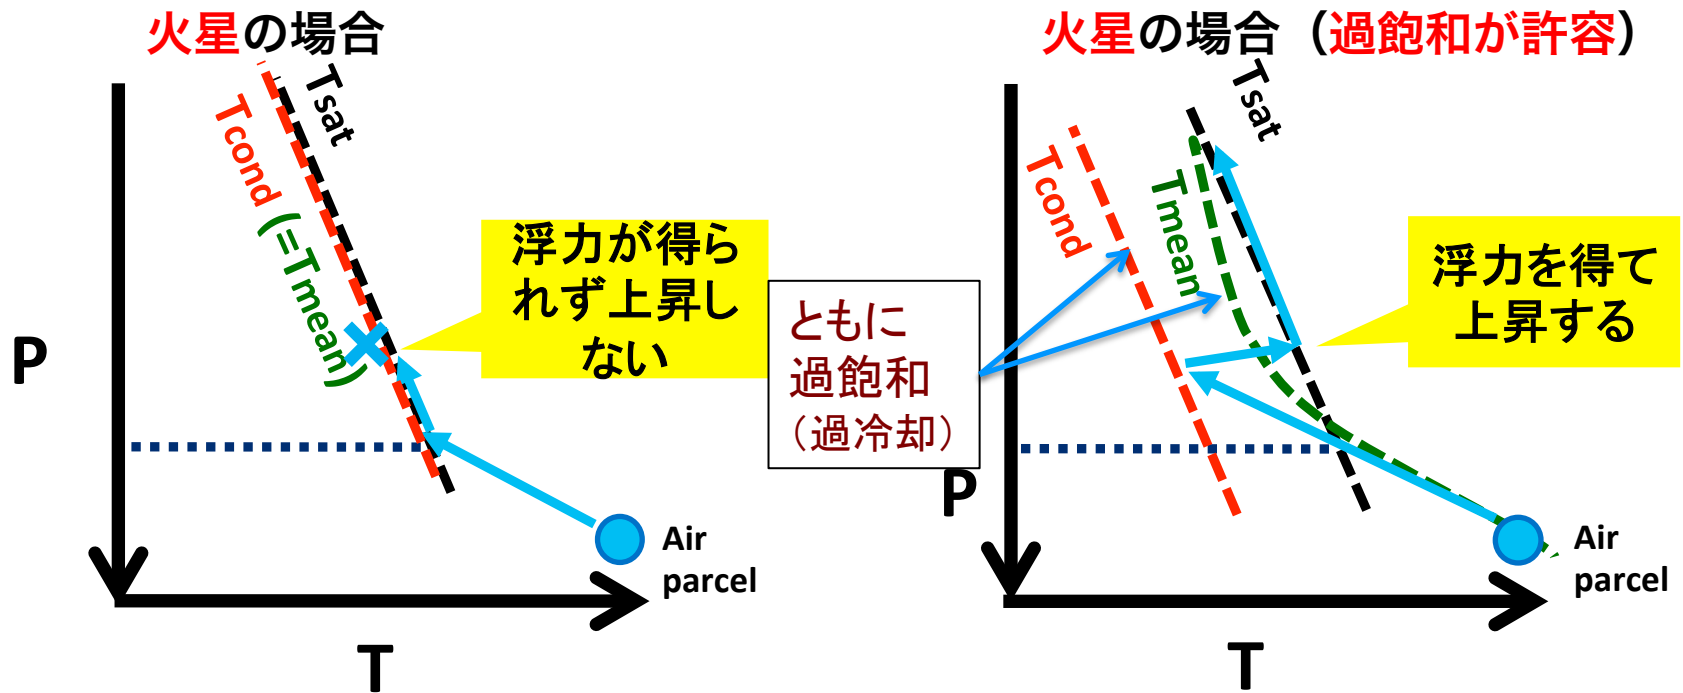 火星の場合
Tsat
Tcond (=Tmean)
浮力が得ら
れず上昇し
ない
P
Air
parcel
T
火星の場合（過飽和が許容）
Tsat
Tcond
Tmean
浮力を得て
上昇する
ともに
過飽和
（過冷却）
P
Air
parcel
T